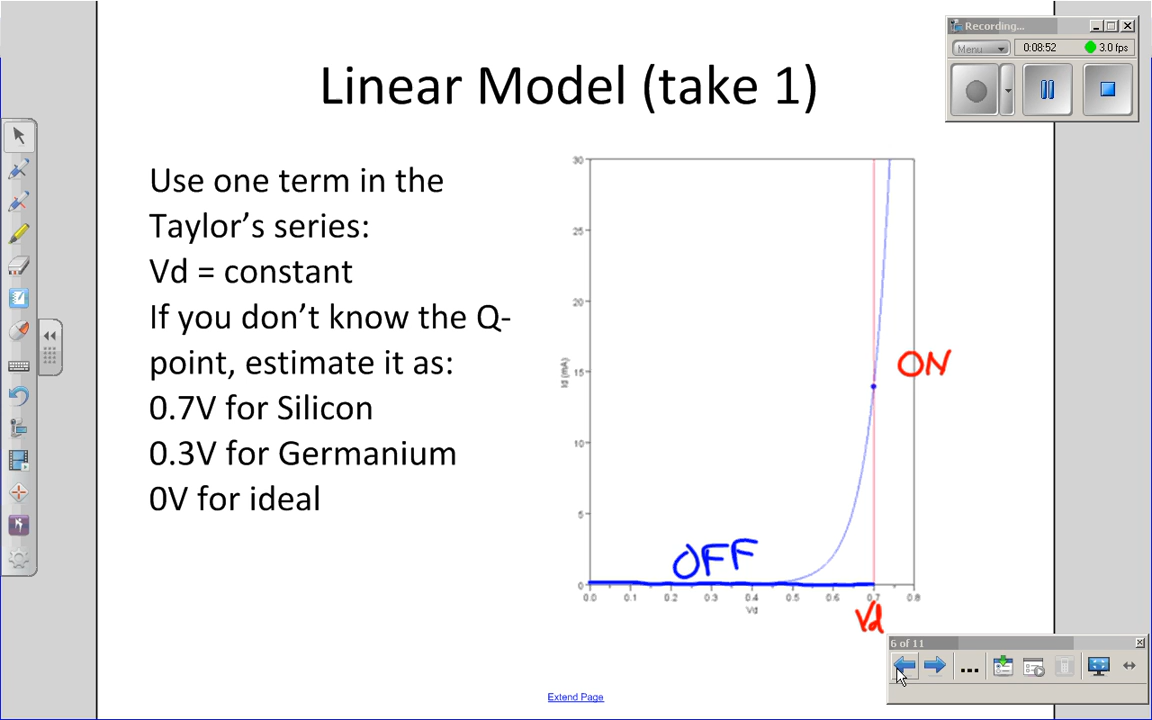 Linear Model (take 1)
Recording...
Menu
0:08:52
3.0 fps
Use one term in the
Taylor’s series:
Vd = constant
If you don’t know the Q-
point, estimate it as:
0.7V for Silicon
0.3V for Germanium
0V for ideal
30
25
20
15
10
5
0
Id (mA)
ON
OFF
0.0 0.1 0.2 0.3 0.4 0.5 0.6 0.7 0.8
Vd
Vd
6 of 11
...
Extend Page